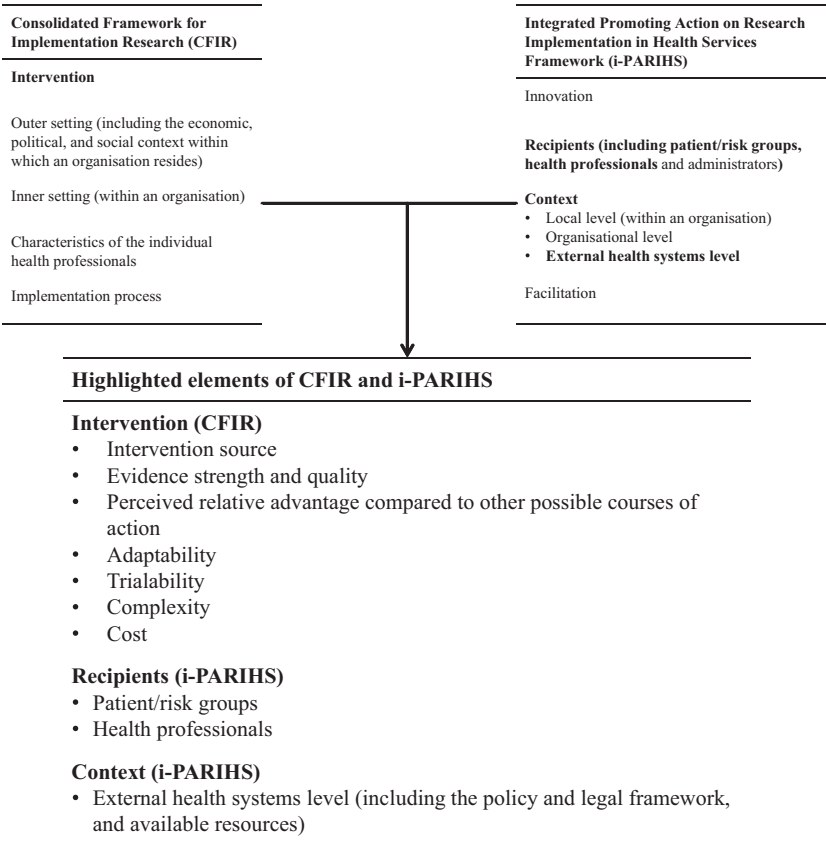 Consolidated Framework for
Implementation Research (CFIR)
Intervention
Outer setting (including the economic,
political, and social context within
which an organisation resides)
Inner setting (within an organisation)
Characteristics of the individual
health professionals
Implementation process
Integrated Promoting Action on Research
Implementation in Health Services
Framework (i-PARIHS)
Innovation
Recipients (including patient/risk groups,
health professionals and administrators)
Context
• Local level (within an organisation)
• Organisational level
• External health systems level
Facilitation
Highlighted elements of CFIR and i-PARIHS
Intervention (CFIR)
• Intervention source
• Evidence strength and quality
• Perceived relative advantage compared to other possible courses of
action
• Adaptability
• Trialability
• Complexity
• Cost
Recipients (i-PARIHS)
• Patient/risk groups
• Health professionals
Context (i-PARIHS)
• External health systems level (including the policy and legal framework,
and available resources)